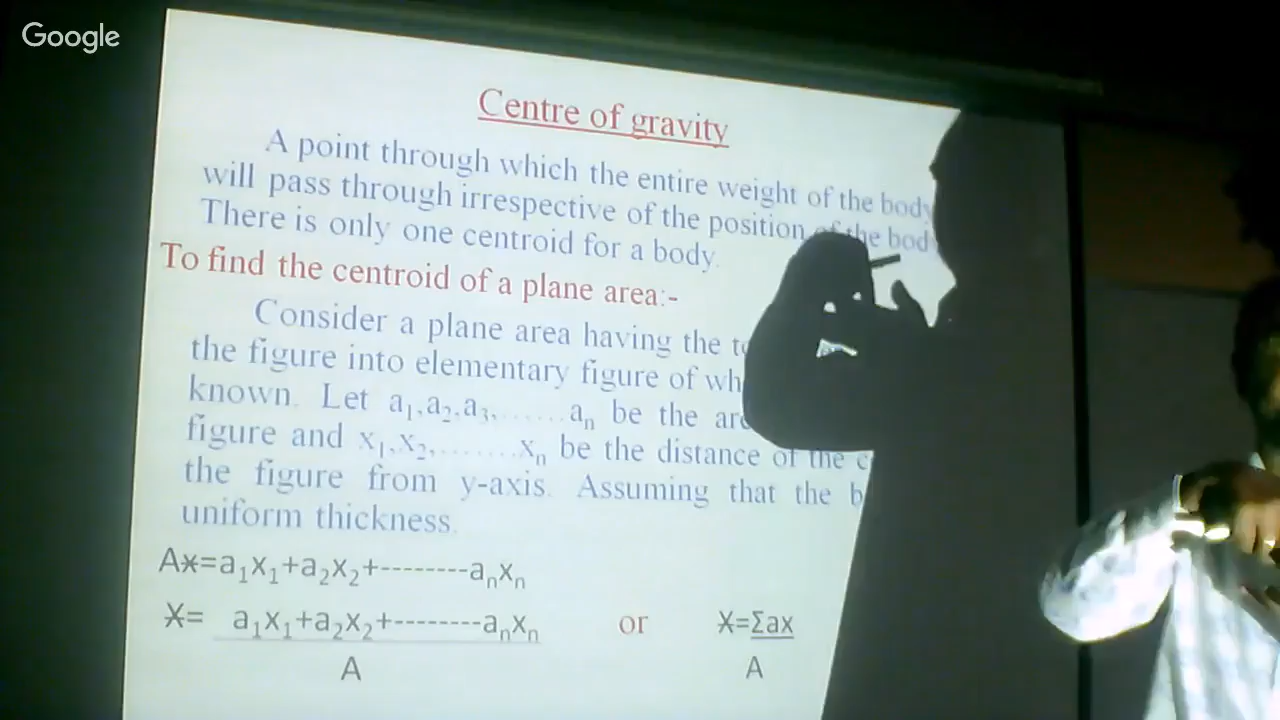 Google
Centre of gravity
A point through which the entire weight of the body
will pass through irrespective of the position of the bod
There is only one centroid for a body.
To find the centroid of a plane area:-
Consider a plane area having the
the figure into elementary figure of
known. Let a₁,a₂,a₃,......aₙ be the
figure and x₁,x₂,.......xₙ be the distance of the
the figure from y-axis. Assuming that the
uniform thickness.
Aẋ=a₁x₁+a₂x₂+--------aₙxₙ
X̶= a₁x₁+a₂x₂+--------aₙxₙ or X̶=Σax
A A